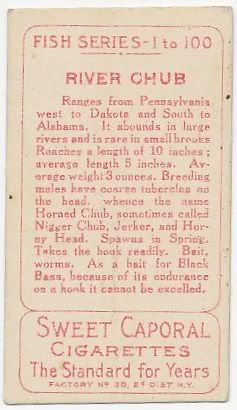 FISH SERIES-1 to 100
RIVER CHUB
Ranges from Pennsylvania
west to Dakota and South to
Alabama. It abounds in large
rivers and is rare in small brooks
Reaches a length of 10 inches;
average length 5 inches. Av-
erage weight 3 ounces. Breeding
males have coarse tubercles on
the head, whence the name
Horned Chub, sometimes called
Nigger Chub, Jerker, and Hor-
ny Head. Spawns in Spring.
Takes the hook readily. Bait,
worms. As a bait for Black
Bass, because of its endurance
on a hook it cannot be excelled.
SWEET CAPORAL
CIGARETTES
The Standard for Years
FACTORY No 30, 2d DIST. N.Y.